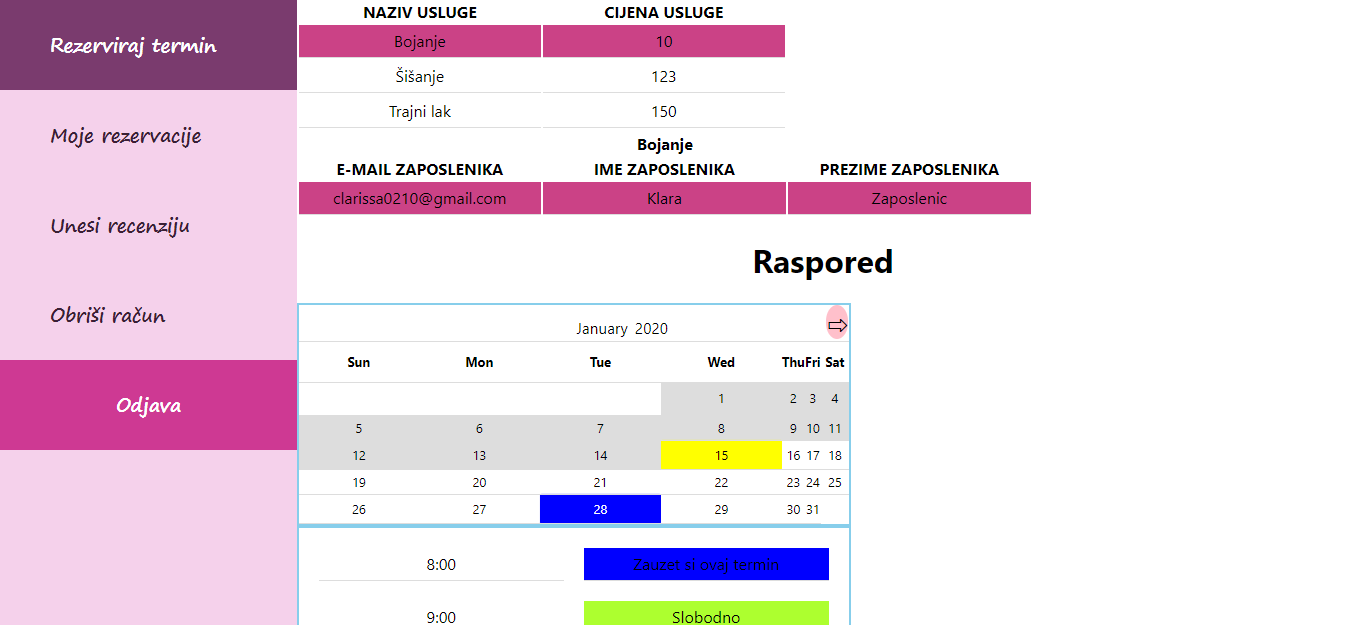 Rezerviraj termin
Moje rezervacije
Unesi recenziju
Obriši račun
Odjava
NAZIV USLUGE CIJENA USLUGE
Bojanje 10
Šišanje 123
Trajni lak 150
Bojanje
E-MAIL ZAPOSLENIKA IME ZAPOSLENIKA PREZIME ZAPOSLENIKA
clarissa0210@gmail.com Klara Zaposlenic
Raspored
January 2020
⇨
Sun Mon Tue Wed Thu Fri Sat
1 2 3 4
5 6 7 8 9 10 11
12 13 14 15 16 17 18
19 20 21 22 23 24 25
26 27 28 29 30 31
8:00 Zauzet si ovaj termin
9:00 Slobodno